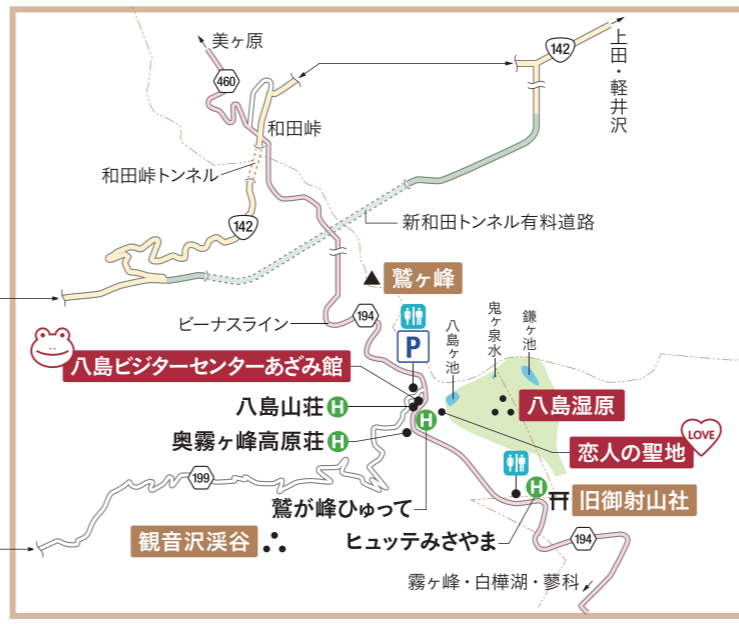 美ヶ原
142
上田・軽井沢
460
和田峠
和田峠トンネル
142
新和田トンネル有料道路
鷲ヶ峰
ビーナスライン
194
P
八島ヶ池
鬼ヶ泉水
鎌ヶ池
八島ビジターセンターあざみ館
八島山荘 H
八島湿原
H
奥霧ヶ峰高原荘 H
恋人の聖地
LOVE
199
鷲が峰ひゅって
H
旧御射山社
観音沢渓谷
ヒュッテみさやま
194
霧ヶ峰・白樺湖・蓼科